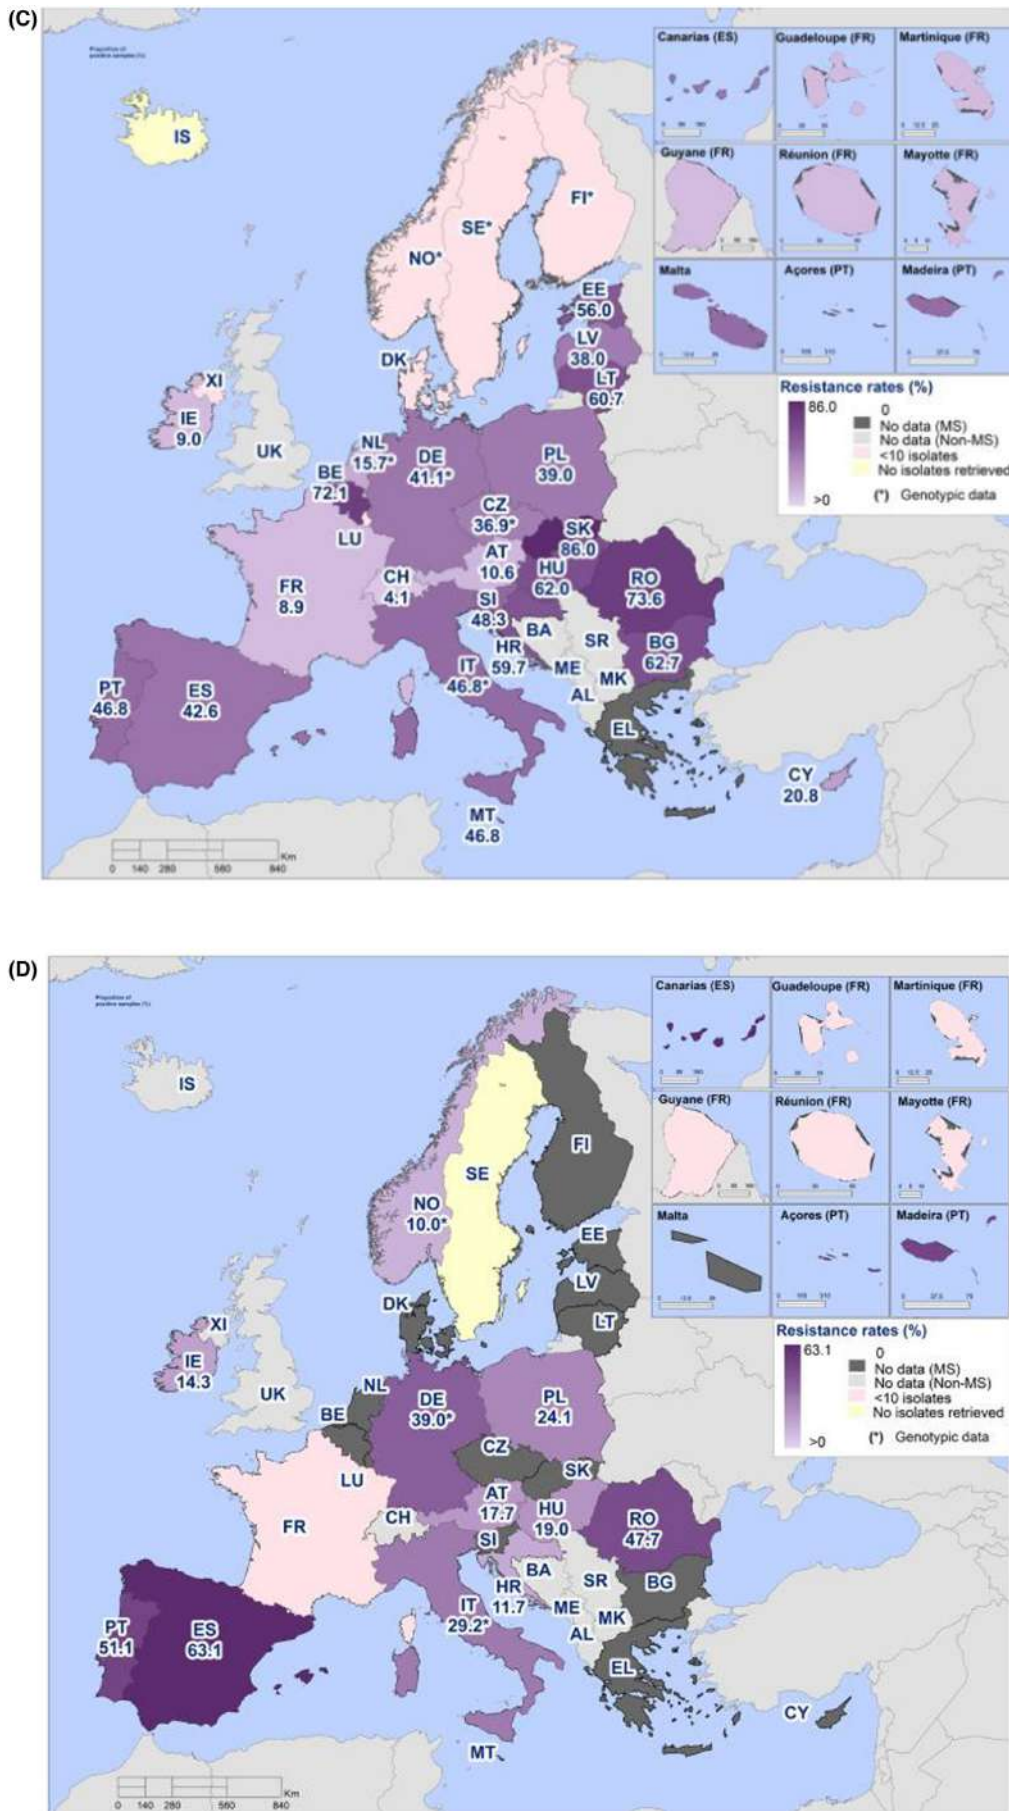 (C)
Proportion of
positive samples (%)
Canarias (ES)
Guadeloupe (FR)
Martinique (FR)
Guyane (FR)
Réunion (FR)
Mayotte (FR)
Malta
Açores (PT)
Madeira (PT)
IS
FI*
SE*
NO*
EE
56.0
LV
38.0
LT
60.7
DK
XI
IE
9.0
UK
NL
15.7*
BE
72.1
DE
41.1*
PL
39.0
CZ
36.9*
LU
SK
86.0
AT
10.6
HU
62.0
RO
73.6
FR
8.9
CH
4.1
SI
48.3
BA
SR
HR
59.7
BG
62.7
ME
MK
AL
IT
46.8*
PT
46.8
ES
42.6
EL
CY
20.8
MT
46.8
Resistance rates (%)
86.0
>0
0
No data (MS)
No data (Non-MS)
<10 isolates
No isolates retrieved
(*) Genotypic data
Km
0 140 280 560 840
(D)
Proportion of
positive samples (%)
Canarias (ES)
Guadeloupe (FR)
Martinique (FR)
Guyane (FR)
Réunion (FR)
Mayotte (FR)
Malta
Açores (PT)
Madeira (PT)
IS
FI
SE
NO
10.0*
EE
LV
LT
DK
XI
IE
14.3
UK
NL
BE
DE
39.0*
PL
24.1
CZ
LU
SK
AT
17.7
HU
19.0
RO
47.7
FR
CH
SI
BA
SR
HR
11.7
BG
ME
MK
AL
IT
29.2*
PT
51.1
ES
63.1
EL
CY
MT
Resistance rates (%)
63.1
>0
0
No data (MS)
No data (Non-MS)
<10 isolates
No isolates retrieved
(*) Genotypic data
Km
0 140 280 560 840